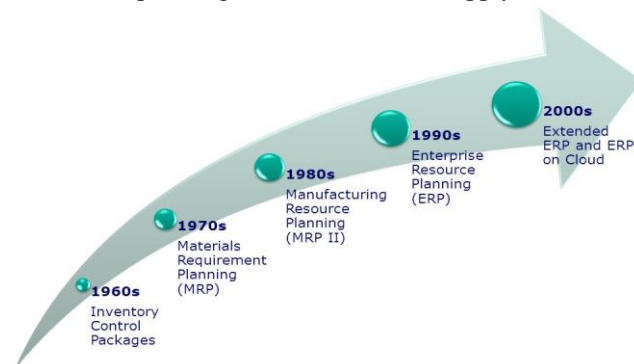 1960s
Inventory
Control
Packages
1970s
Materials
Requirement
Planning
(MRP)
1980s
Manufacturing
Resource
Planning
(MRP II)
1990s
Enterprise
Resource
Planning
(ERP)
2000s
Extended
ERP and ERP
on Cloud